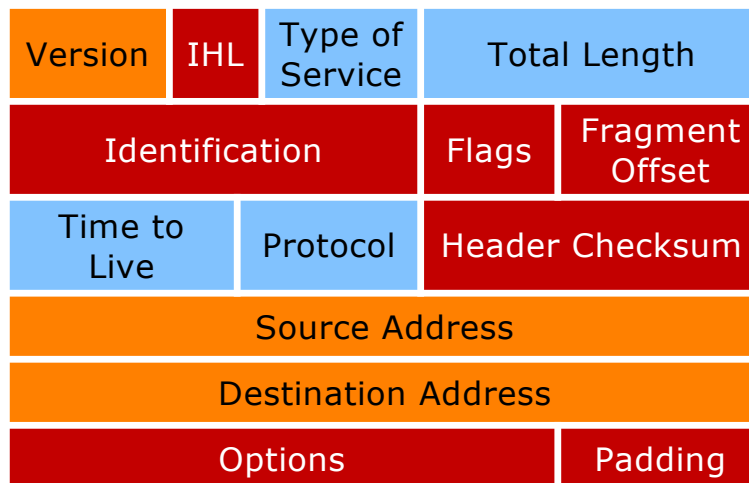 Version
IHL
Type of
Service
Total Length
Identification
Flags
Fragment
Offset
Time to
Live
Protocol
Header Checksum
Source Address
Destination Address
Options
Padding